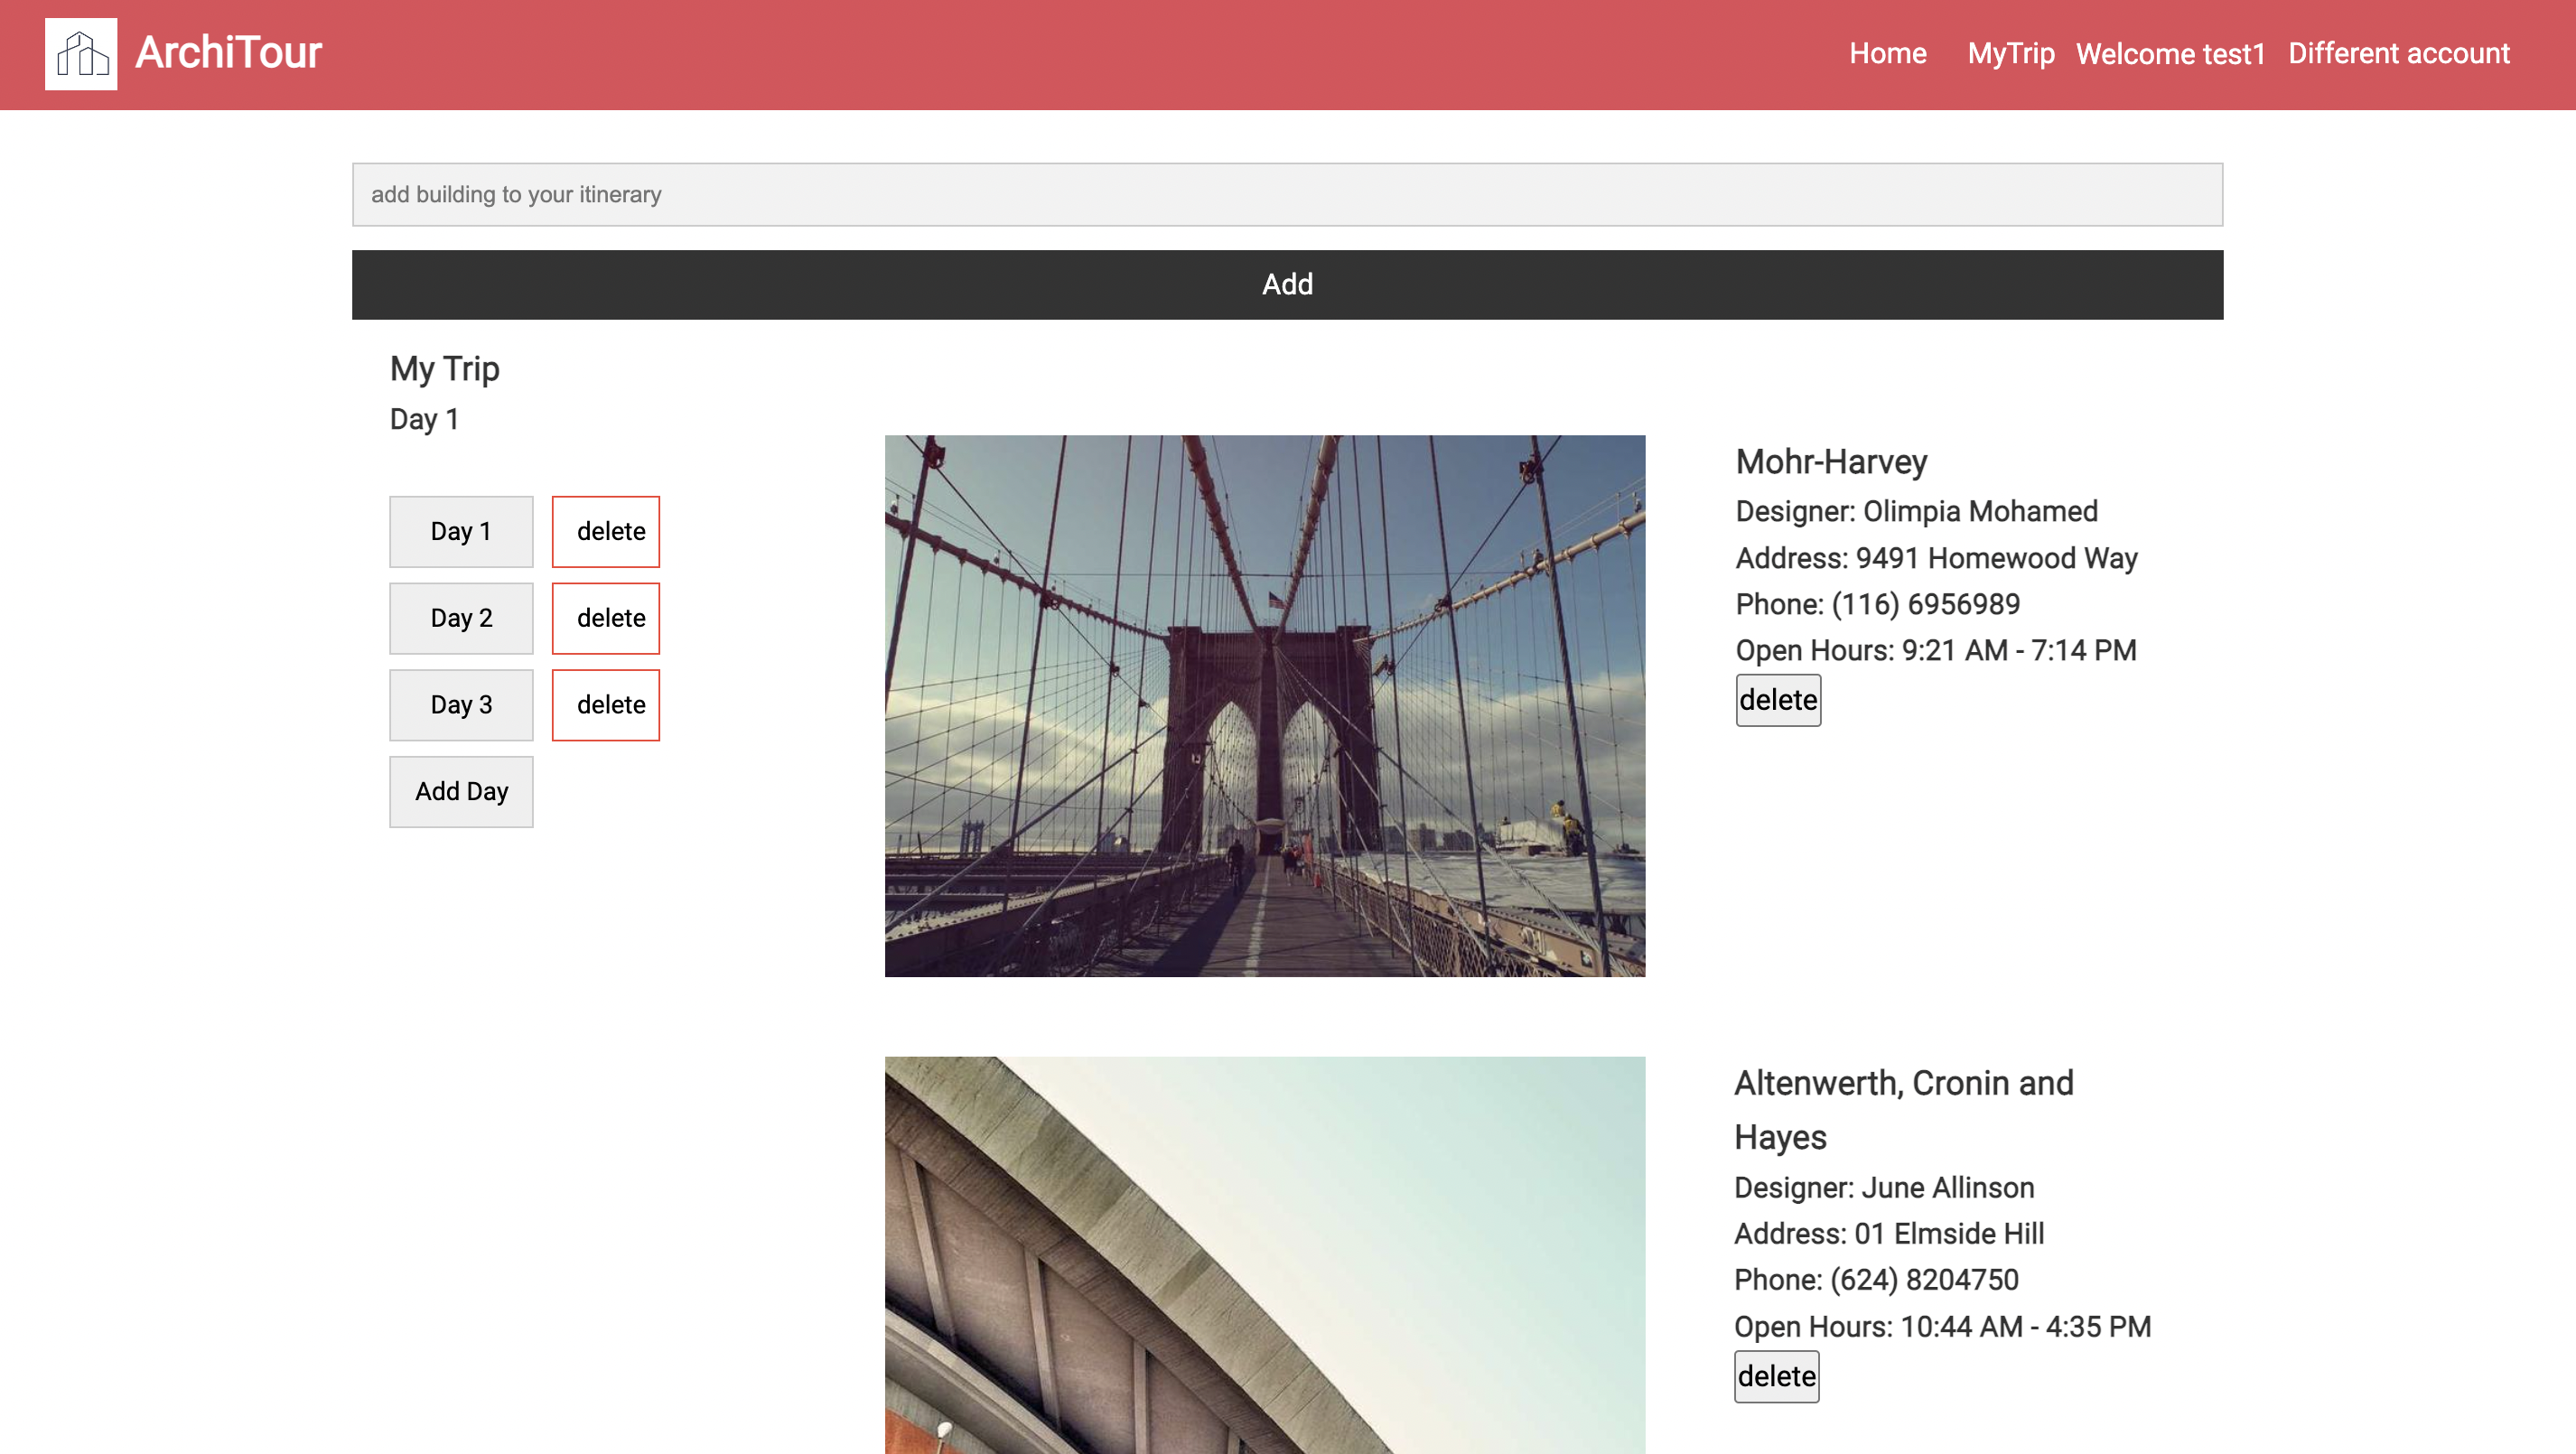 ArchiTour
Home MyTrip Welcome test1 Different account
add building to your itinerary
Add
My Trip
Day 1
Day 1 delete
Day 2 delete
Day 3 delete
Add Day
Mohr-Harvey
Designer: Olimpia Mohamed
Address: 9491 Homewood Way
Phone: (116) 6956989
Open Hours: 9:21 AM - 7:14 PM
delete
Altenwerth, Cronin and
Hayes
Designer: June Allinson
Address: 01 Elmside Hill
Phone: (624) 8204750
Open Hours: 10:44 AM - 4:35 PM
delete